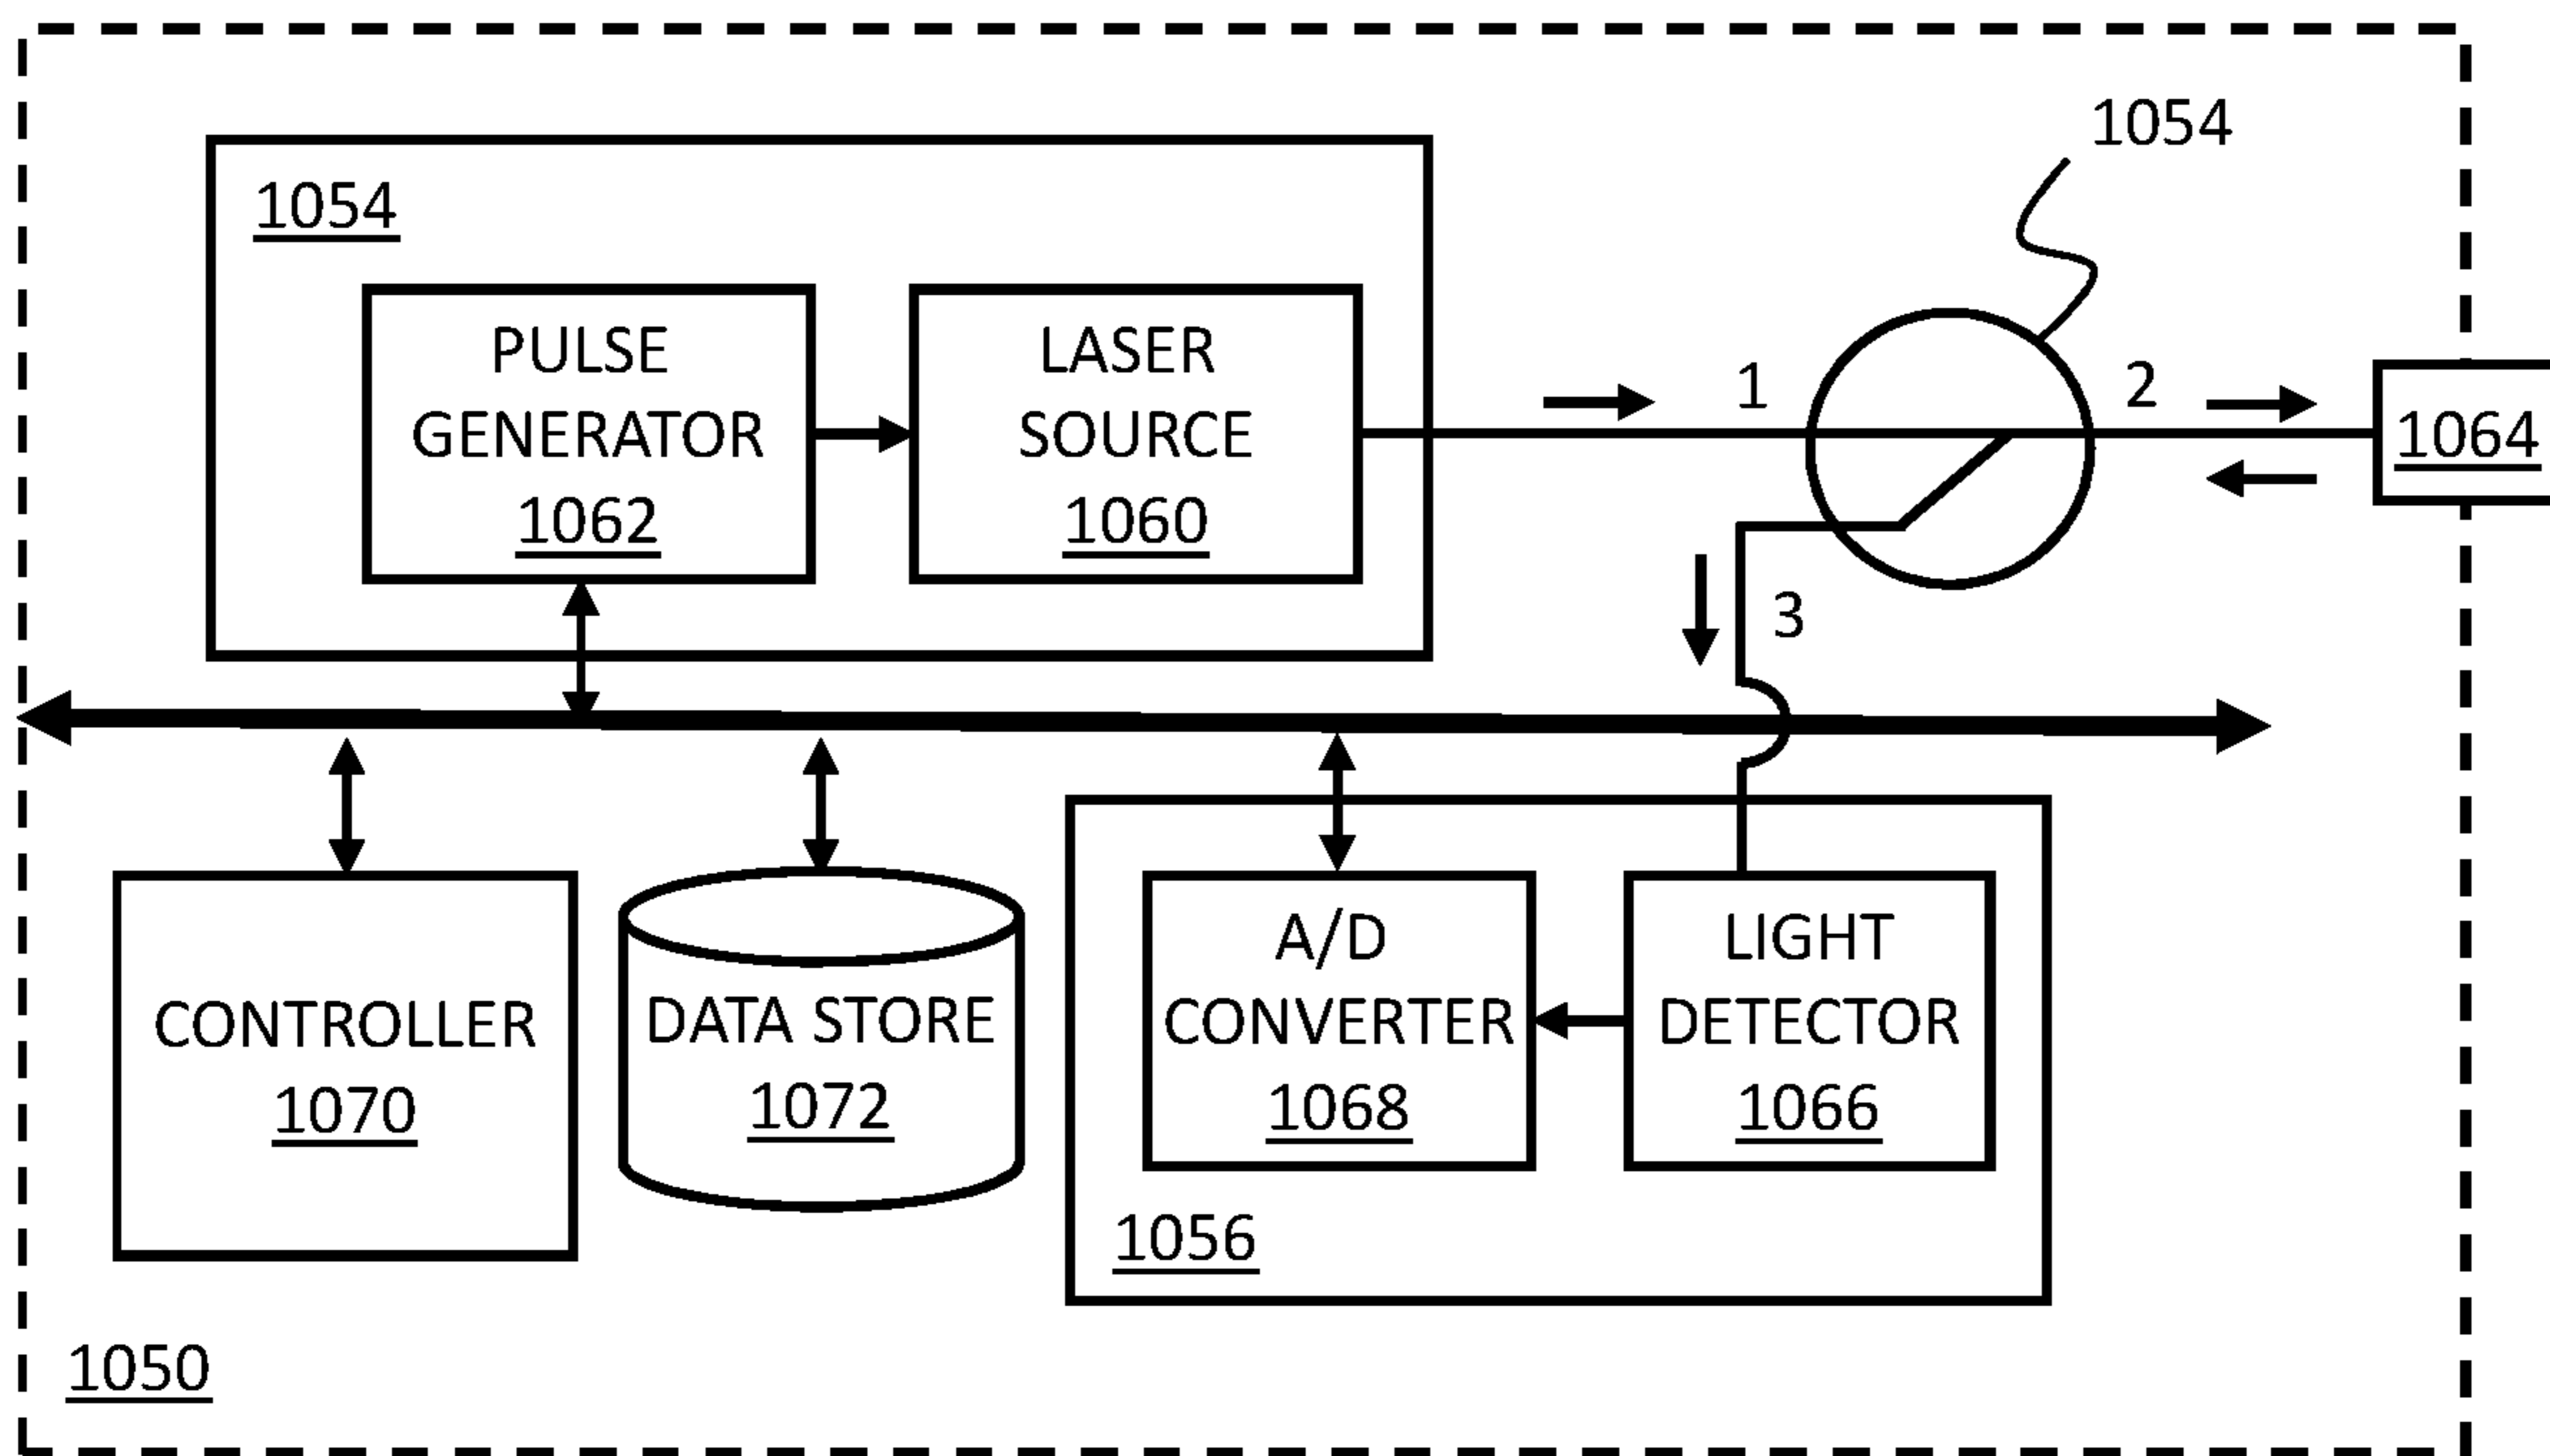 1054
1054
PULSE
GENERATOR
1062
LASER
SOURCE
1060
1
2
1064
3
CONTROLLER
1070
DATA STORE
1072
A/D
CONVERTER
1068
LIGHT
DETECTOR
1066
1056
1050